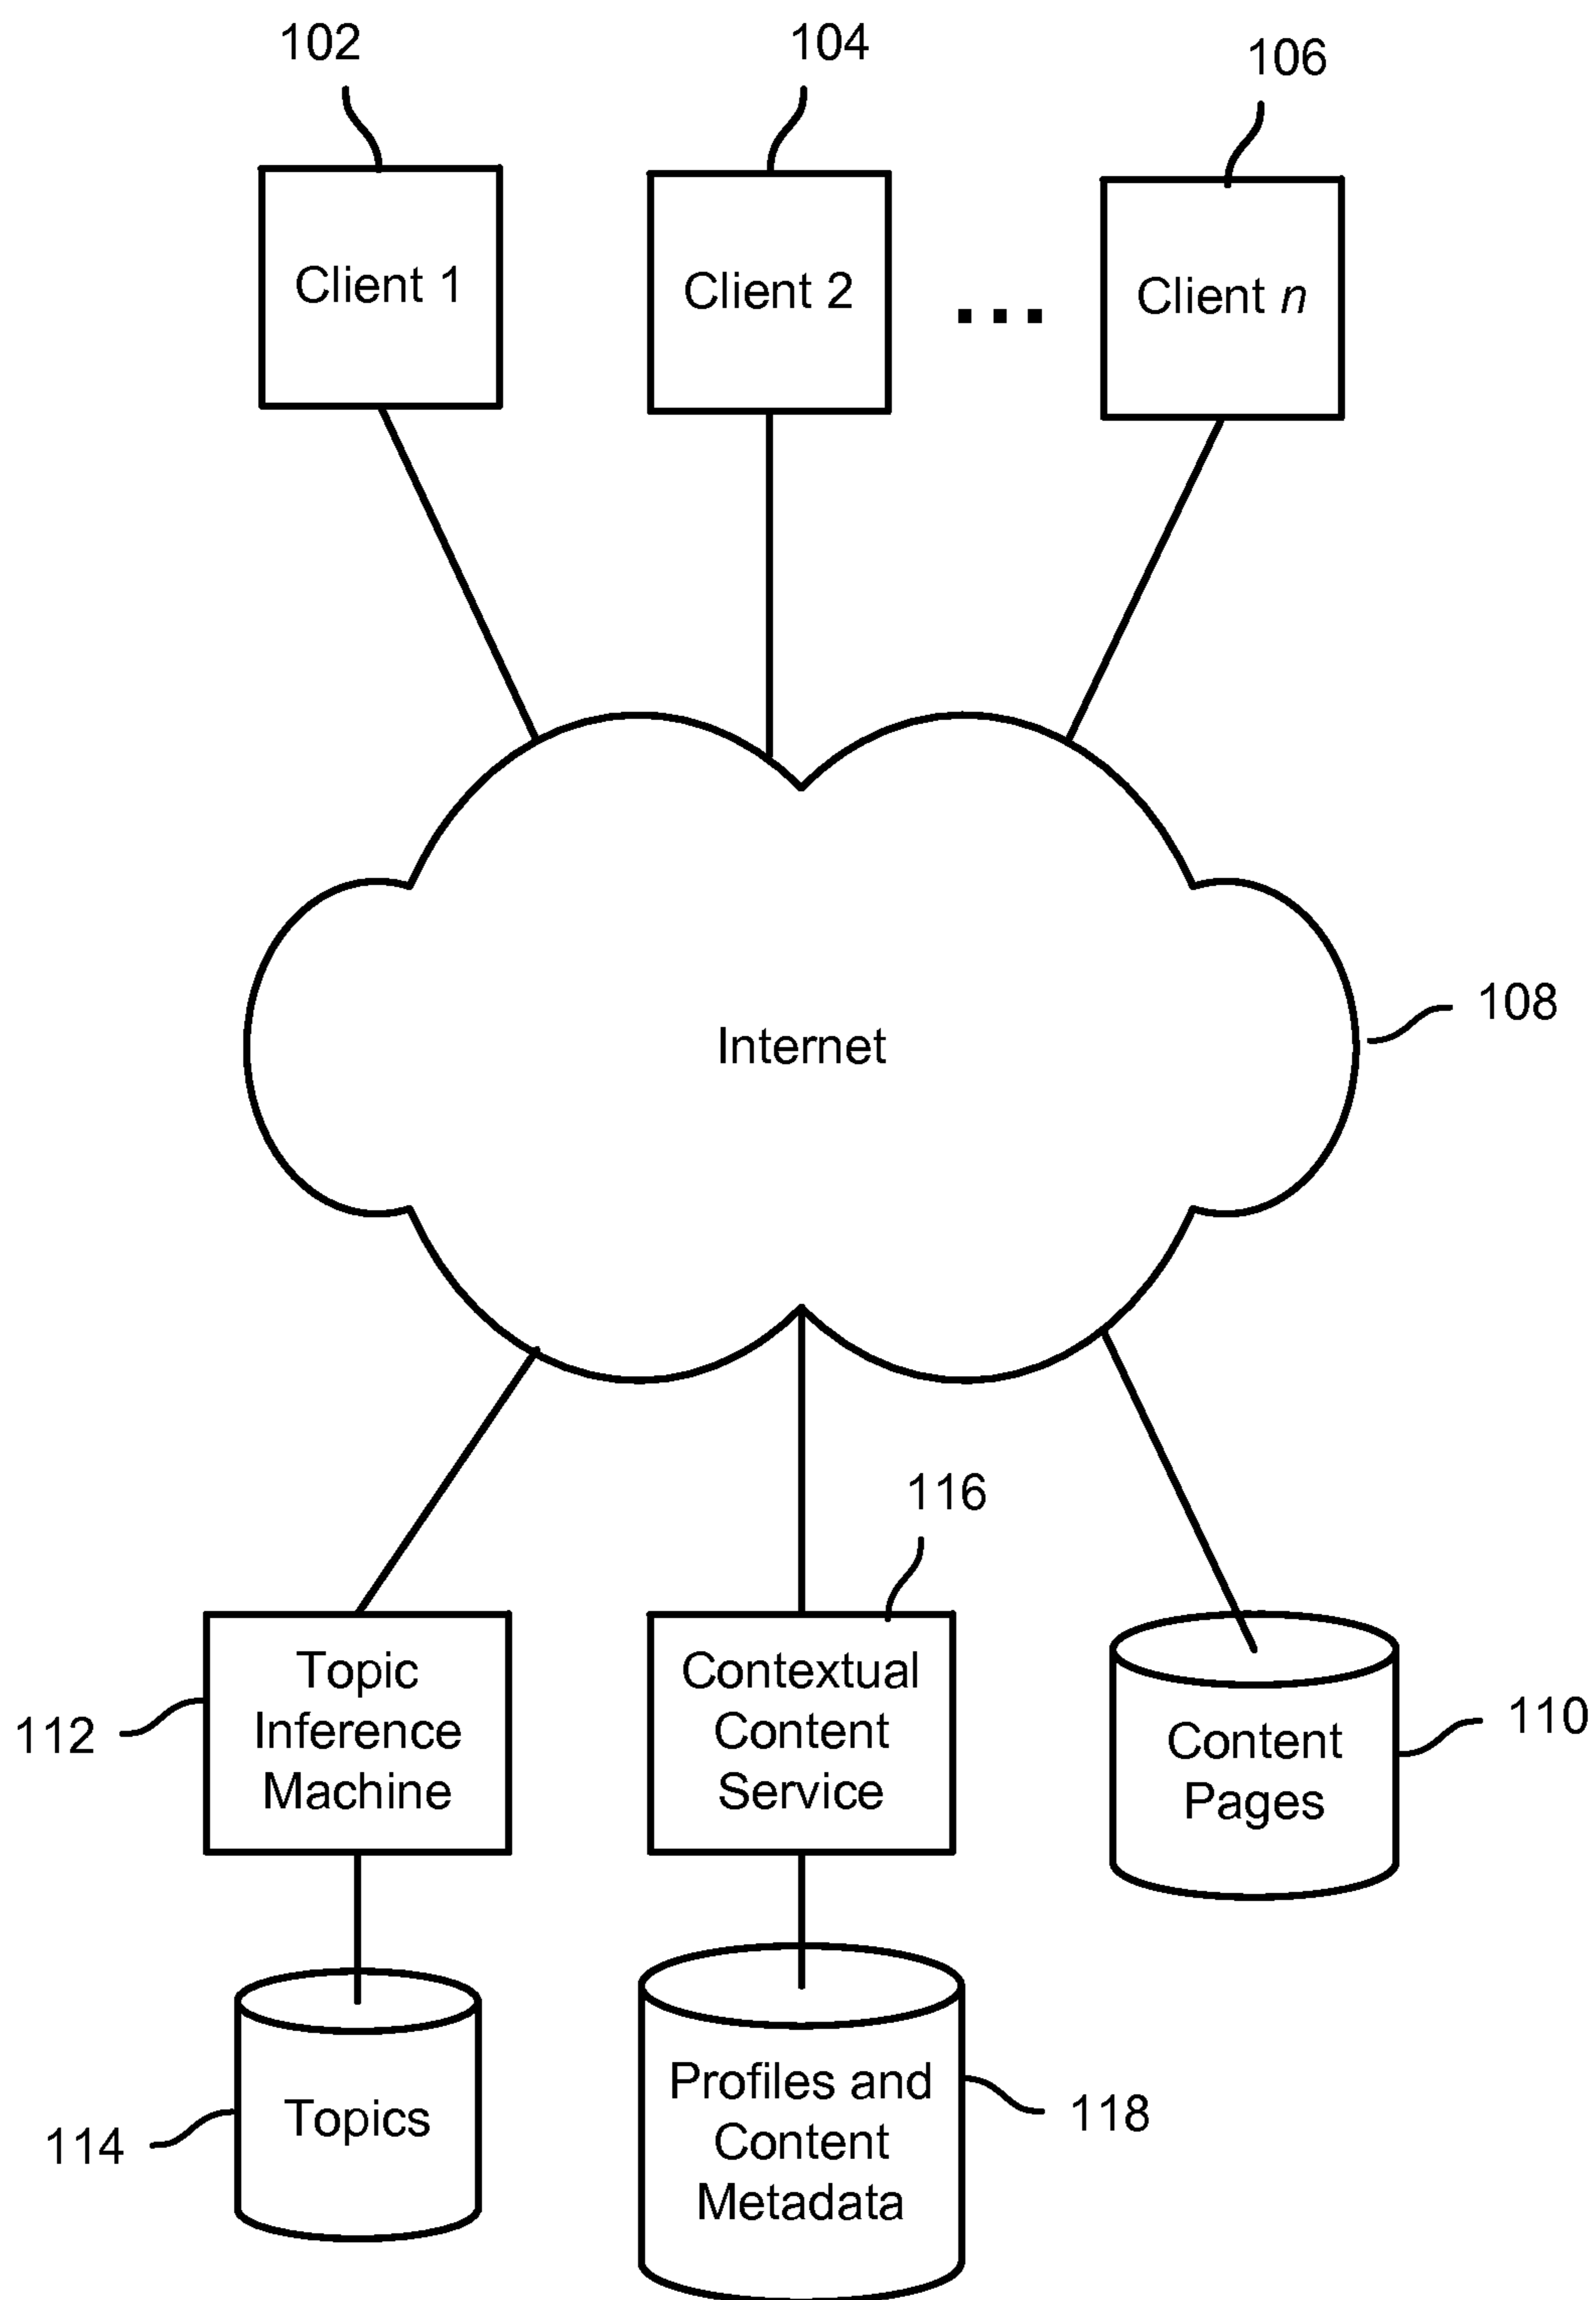 102
104
106
Client 1
Client 2
...
Client n
Internet
108
116
Topic
Inference
Machine
112
Contextual
Content
Service
Content
Pages
110
Topics
114
Profiles and
Content
Metadata
118